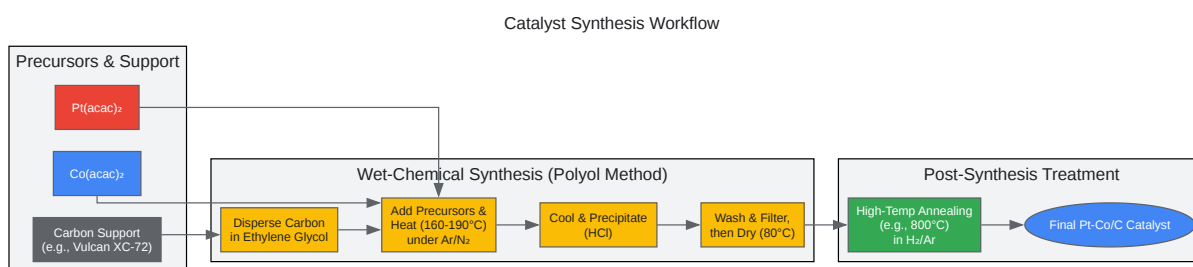 Catalyst Synthesis Workflow
Precursors & Support
Pt(acac)₂
Co(acac)₂
Carbon Support
(e.g., Vulcan XC-72)
Wet-Chemical Synthesis (Polyol Method)
Disperse Carbon
in Ethylene Glycol
Add Precursors &
Heat (160-190°C)
under Ar/N₂
Cool & Precipitate
(HCl)
Wash & Filter,
then Dry (80°C)
Post-Synthesis Treatment
High-Temp Annealing
(e.g., 800°C)
in H₂/Ar
Final Pt-Co/C Catalyst